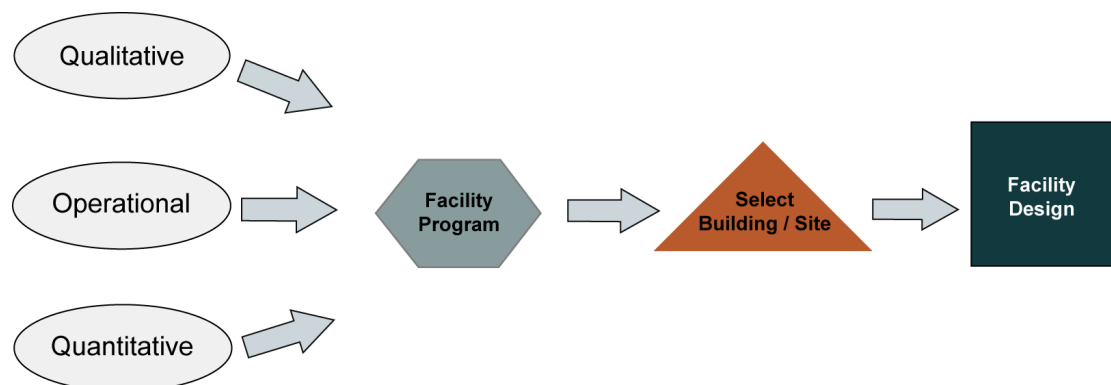 Qualitative
Operational
Quantitative
Facility
Program
Select
Building / Site
Facility
Design